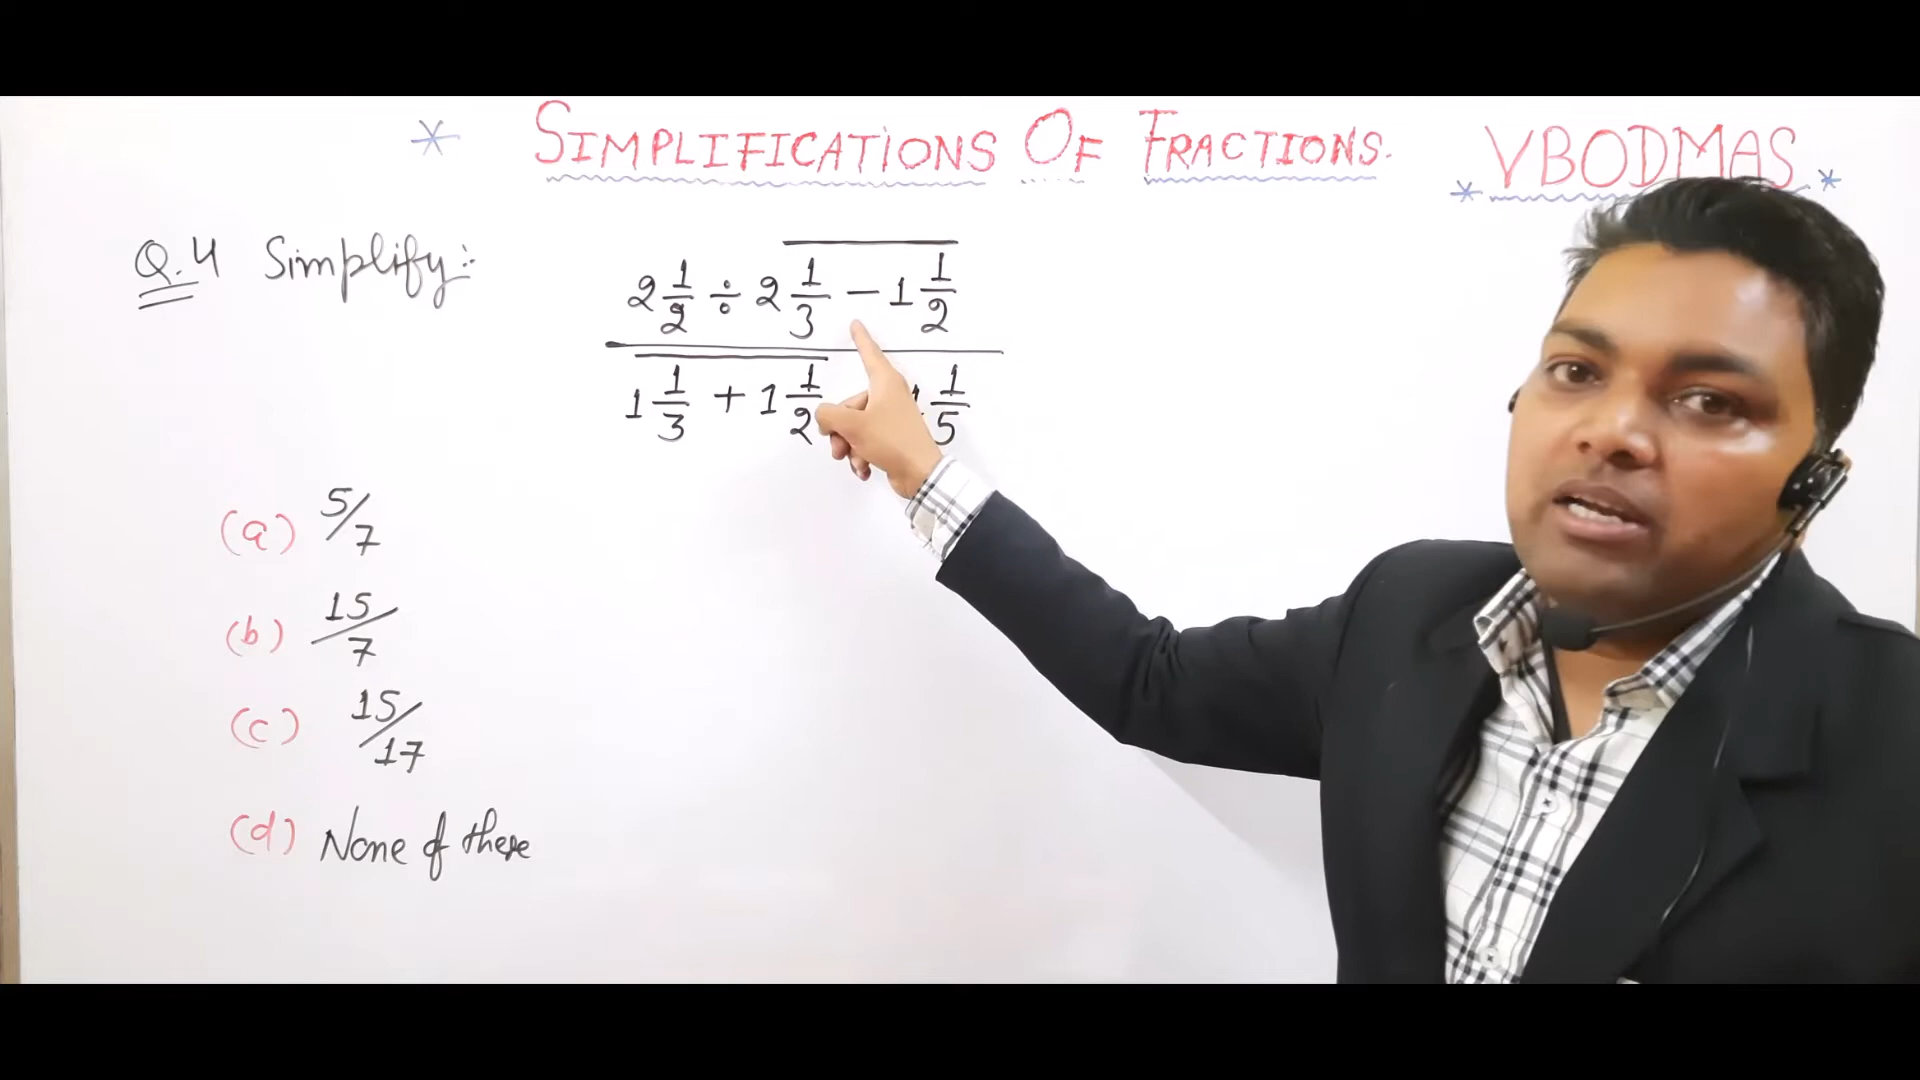 * SIMPLIFICATIONS OF FRACTIONS. * VBODMAS *
Q.4 Simplify:
2 1/2 ÷ 2 1/3 − 1 1/2
1 1/3 + 1 1/2 1 1/5
(a) 5/7
(b) 15/7
(c) 15/17
(d) None of these